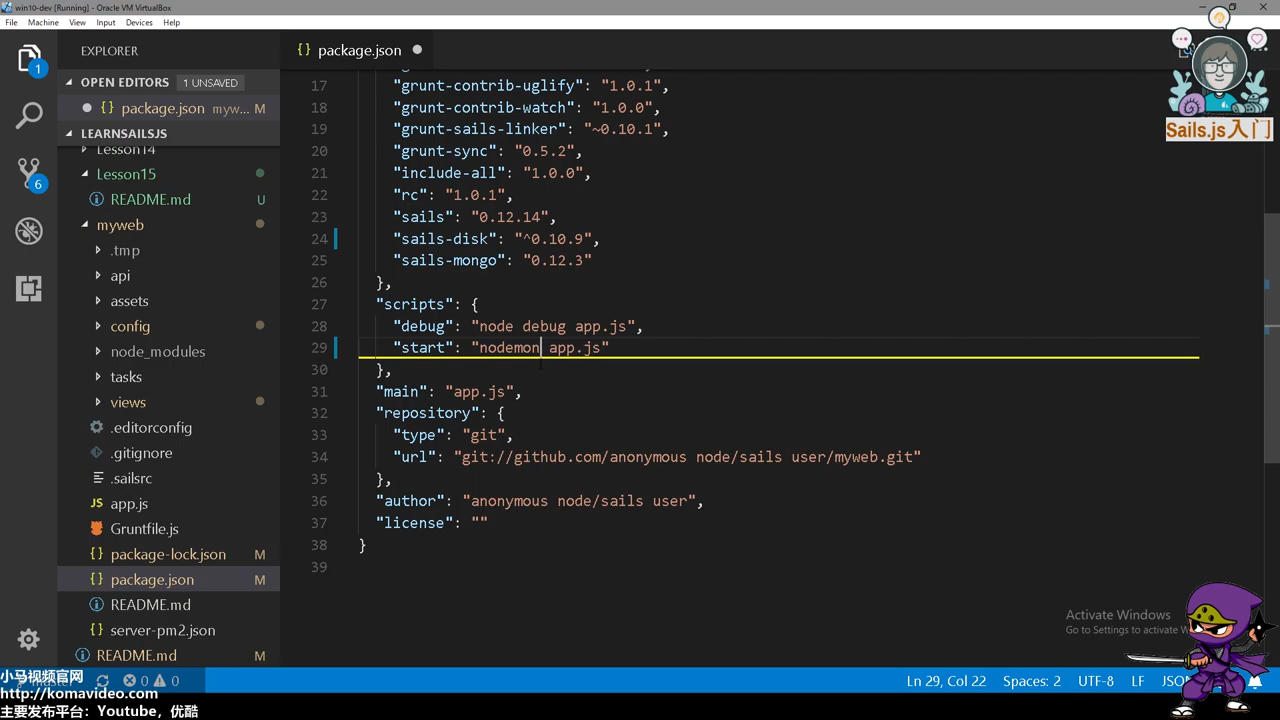 win10-dev [Running] - Oracle VM VirtualBox
File Machine View Input Devices Help
EXPLORER
{} package.json
OPEN EDITORS 1 UNSAVED
{} package.json myw... M
LEARNSAILSJS
Lesson14
Lesson15
README.md U
myweb
.tmp
api
assets
config
node_modules
tasks
views
.editorconfig
.gitignore
.sailsrc
JS app.js
Gruntfile.js
{} package-lock.json M
{} package.json M
README.md
{} server-pm2.json
README.md M
1
6
17 "grunt-contrib-uglify": "1.0.1",
18 "grunt-contrib-watch": "1.0.0",
19 "grunt-sails-linker": "~0.10.1",
20 "grunt-sync": "0.5.2",
21 "include-all": "1.0.0",
22 "rc": "1.0.1",
23 "sails": "0.12.14",
24 "sails-disk": "^0.10.9",
25 "sails-mongo": "0.12.3"
26 },
27 "scripts": {
28 "debug": "node debug app.js",
29 "start": "nodemon app.js"
30 },
31 "main": "app.js",
32 "repository": {
33 "type": "git",
34 "url": "git://github.com/anonymous node/sails user/myweb.git"
35 },
36 "author": "anonymous node/sails user",
37 "license": ""
38 }
39
Sails.js入门
Activate Windows
Go to Settings to activate W
小马视频官网
http://komavideo.com
主要发布平台：Youtube，优酷
0 0
Ln 29, Col 22 Spaces: 2 UTF-8 LF JSON